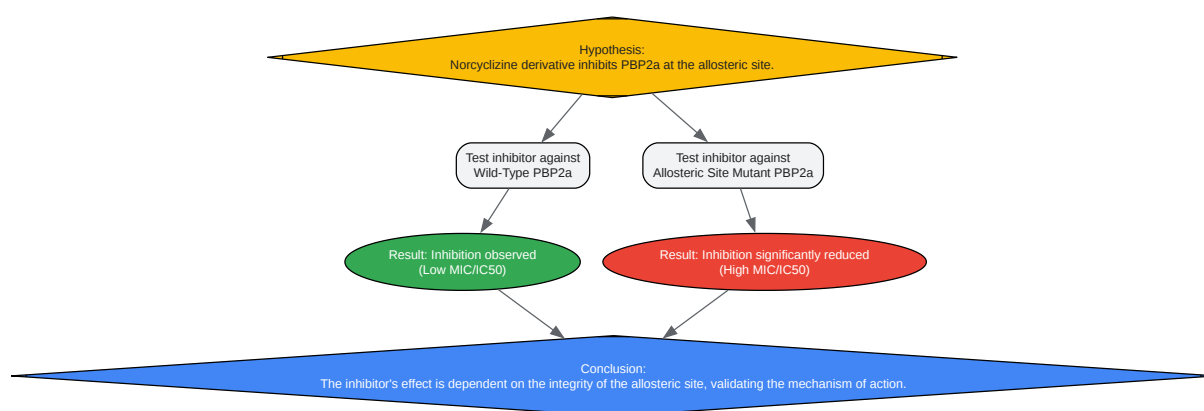 Hypothesis:
Norcyclizine derivative inhibits PBP2a at the allosteric site.
Test inhibitor against
Wild-Type PBP2a
Test inhibitor against
Allosteric Site Mutant PBP2a
Result: Inhibition observed
(Low MIC/IC50)
Result: Inhibition significantly reduced
(High MIC/IC50)
Conclusion:
The inhibitor's effect is dependent on the integrity of the allosteric site, validating the mechanism of action.